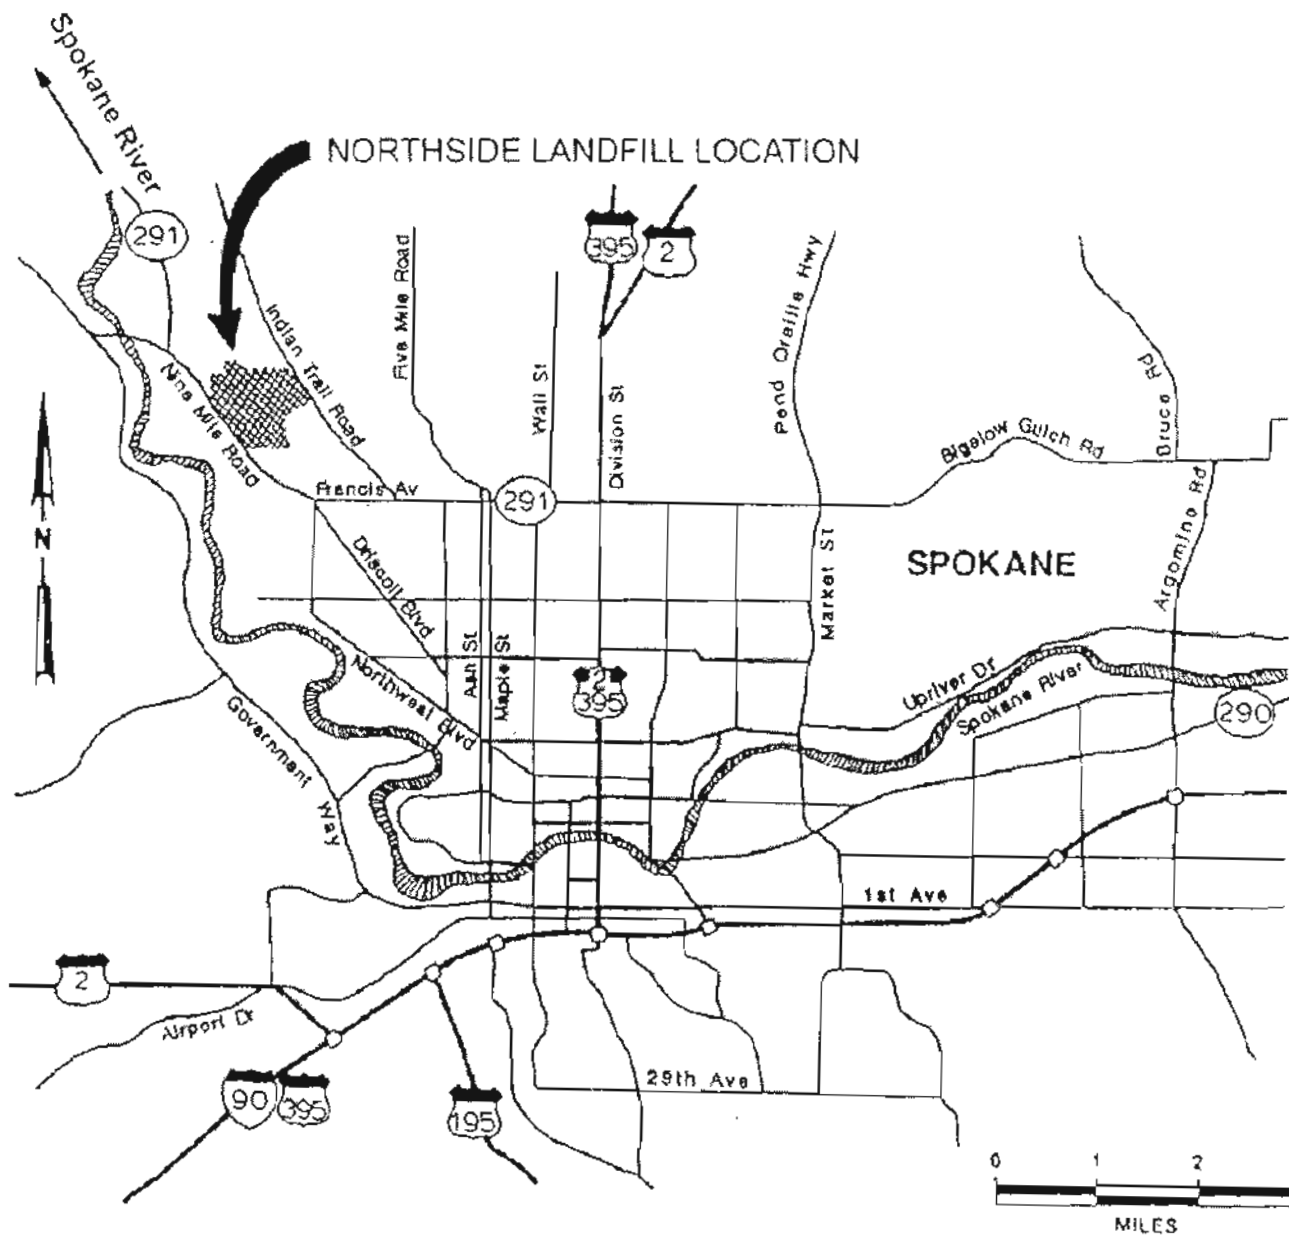 Spokane River
NORTHSIDE LANDFILL LOCATION
291
395
2
Five Mile Road
Indian Trail Road
Wall St
Division St
Pend Oreille Hwy
Bruce Rd
Nine Mile Road
Bigelow Gulch Rd
Francis Av
291
Argomino Rd
N
Driscoll Blvd
SPOKANE
Market St
Ash St
Maple St
Northwest Blvd
2
395
Upriver Dr
Spokane River
290
Government Way
1st Ave
2
Airport Dr
29th Ave
90
395
195
0 1 2
MILES